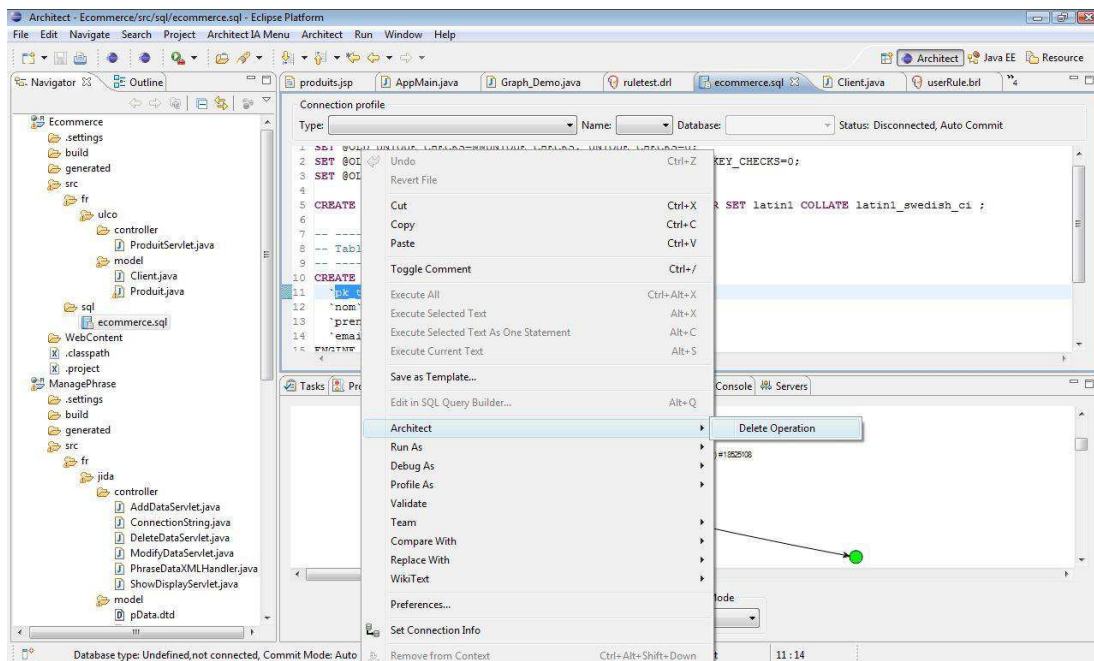 Architect - Ecommerce/src/sql/ecommerce.sql - Eclipse Platform
File Edit Navigate Search Project Architect IA Menu Architect Run Window Help
Architect Java EE Resource
Navigator Outline
produits.jsp AppMain.java Graph_Demo.java ruletest.drl ecommerce.sql Client.java userRule.brl 4
Connection profile
Type: Name: Database: Status: Disconnected, Auto Commit
Ecommerce
.settings
build
generated
src
fr
ulco
controller
ProduitServlet.java
model
Client.java
Produit.java
sql
ecommerce.sql
WebContent
.classpath
.project
ManagePhrase
.settings
build
generated
src
fr
jida
controller
AddDataServlet.java
ConnectionString.java
DeleteDataServlet.java
ModifyDataServlet.java
PhraseDataXMLHandler.java
ShowDisplayServlet.java
model
pData.dtd
1 SET
2 SET @OL KEY_CHECKS=0;
3 SET @OL
4
5 CREATE R SET latin1 COLLATE latin1_swedish_ci ;
6
7 -- ----
8 -- Tabl
9 -- ----
10 CREATE
11 `pk t
12 `nom`
13 `pren
14 `emai
15 ENGINE
Undo Ctrl+Z
Revert File
Cut Ctrl+X
Copy Ctrl+C
Paste Ctrl+V
Toggle Comment Ctrl+/
Execute All Ctrl+Alt+X
Execute Selected Text Alt+X
Execute Selected Text As One Statement Alt+C
Execute Current Text Alt+S
Save as Template...
Edit in SQL Query Builder... Alt+Q
Architect
Run As
Debug As
Profile As
Validate
Team
Compare With
Replace With
WikiText
Preferences...
Set Connection Info
Remove from Context Ctrl+Alt+Shift+Down
Delete Operation
Tasks Pro Console Servers
) #18525108
Mode
Database type: Undefined,not connected, Commit Mode: Auto t 11 : 14